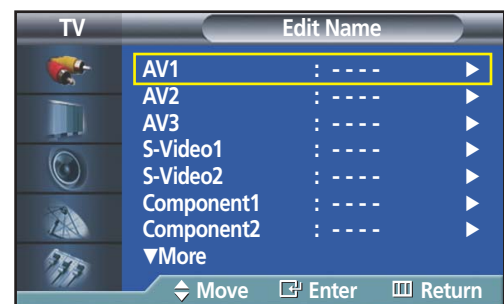 TV Edit Name
AV1 : - - - - ▶
AV2 : - - - - ▶
AV3 : - - - - ▶
S-Video1 : - - - - ▶
S-Video2 : - - - - ▶
Component1 : - - - - ▶
Component2 : - - - - ▶
▼More
Move Enter Return